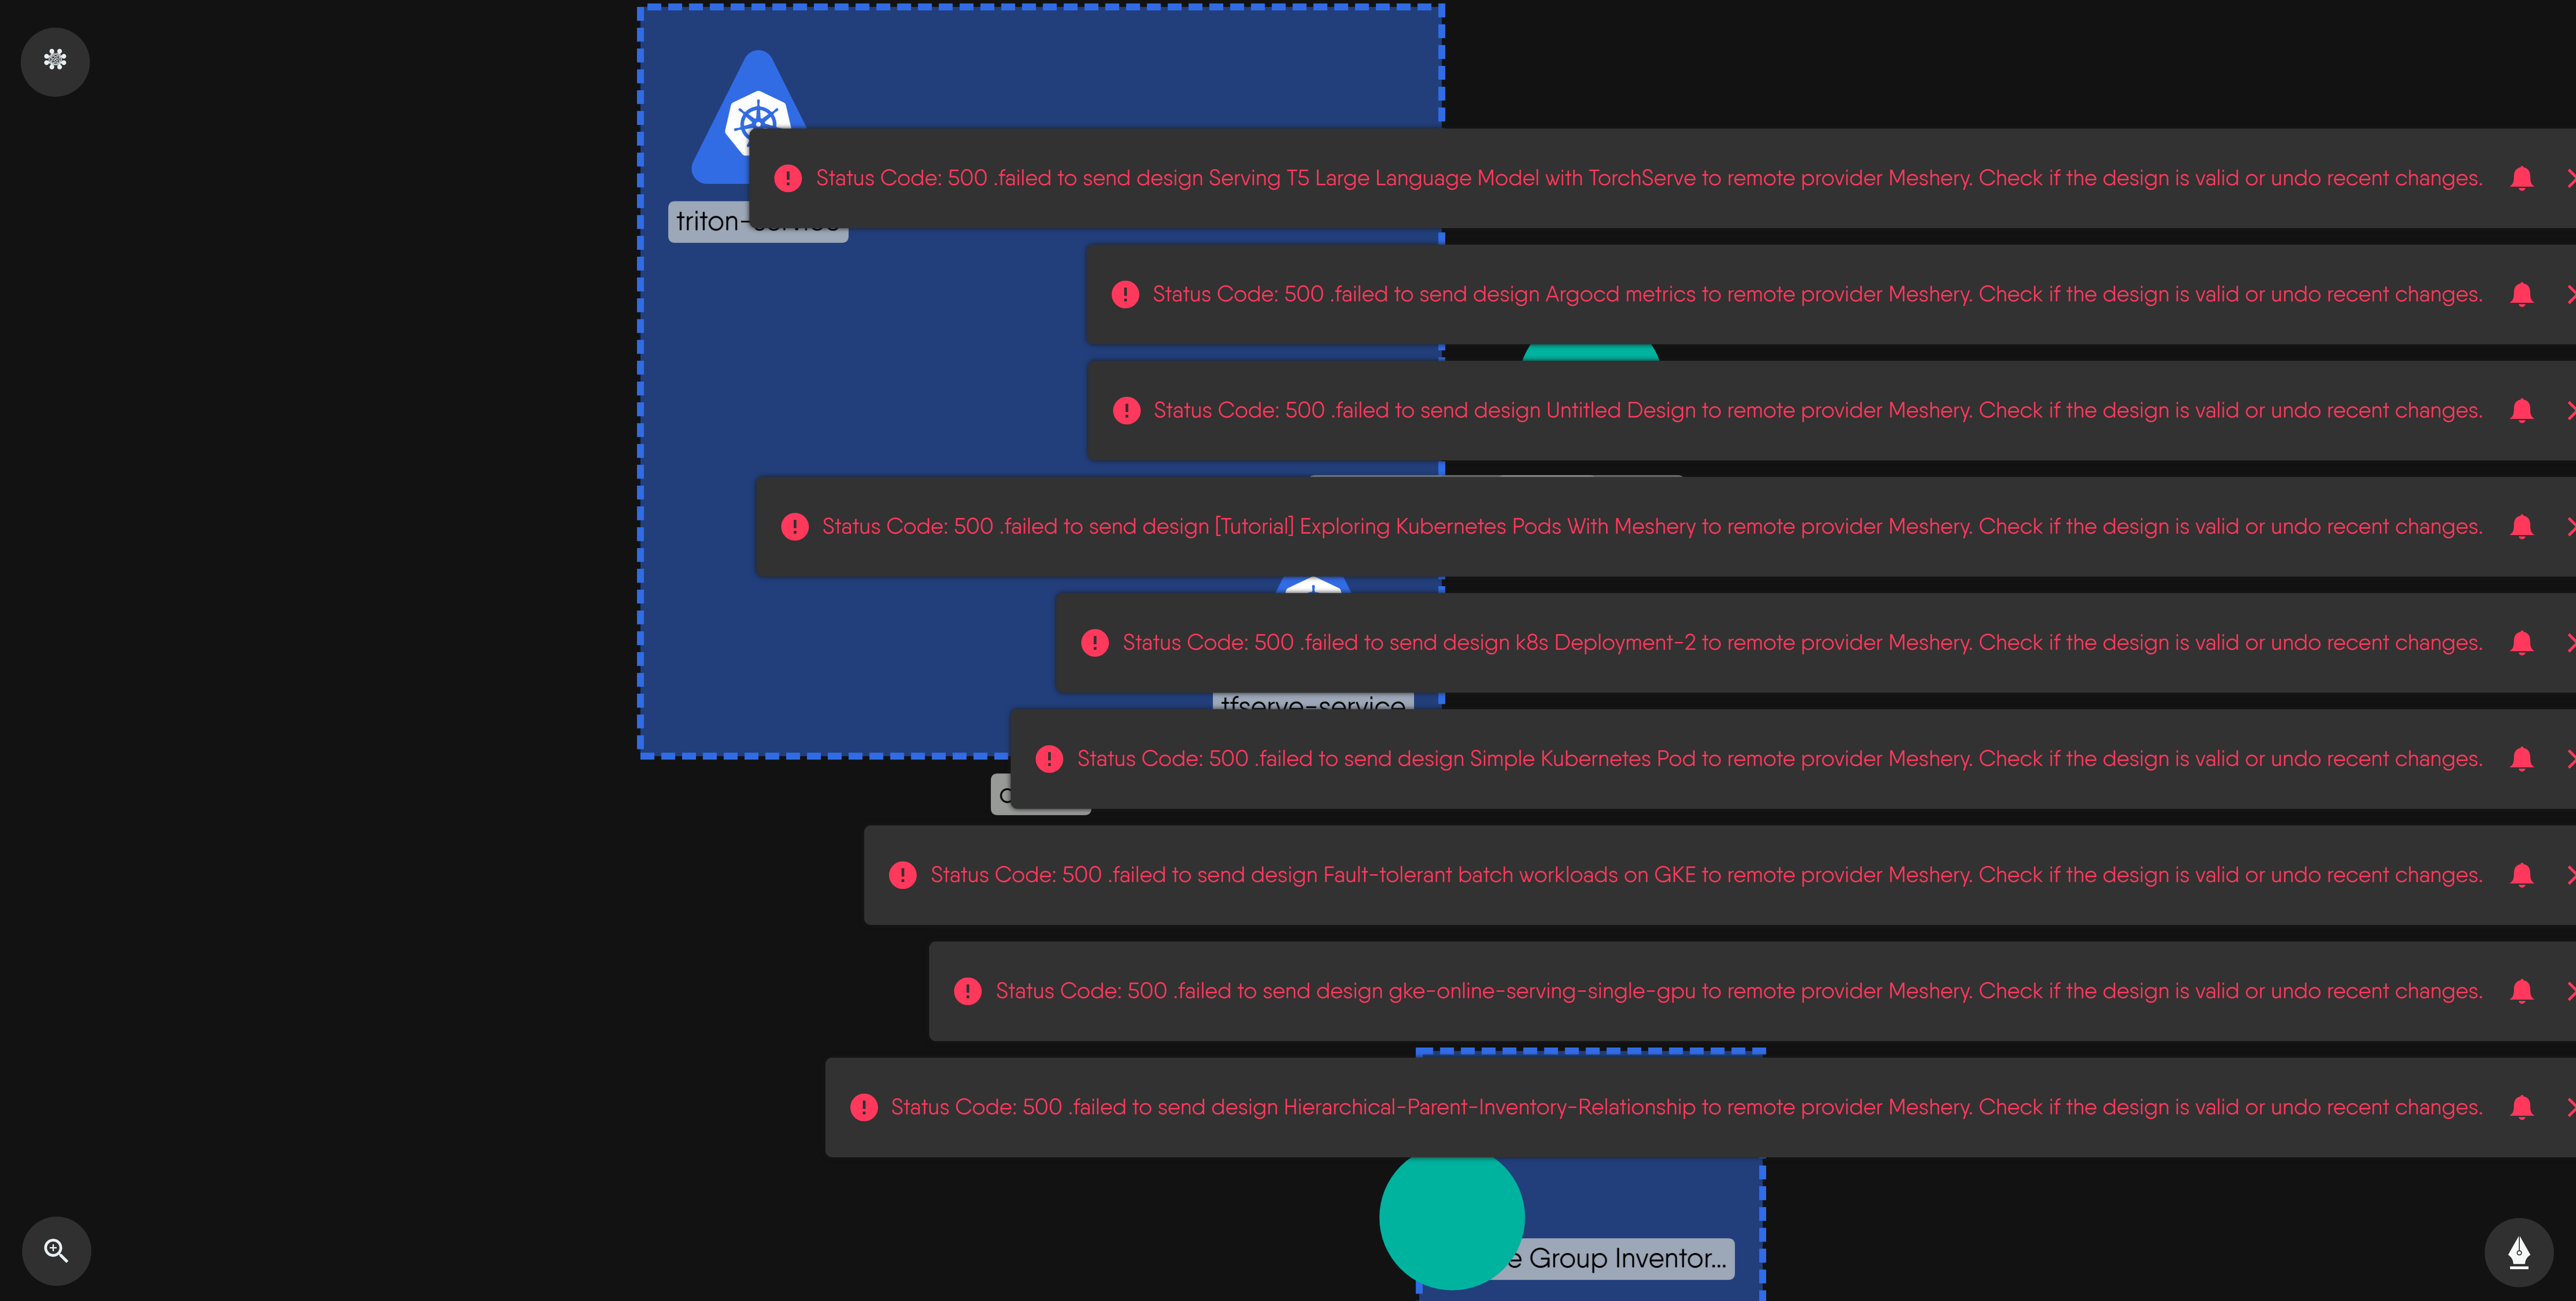 Status Code: 500 .failed to send design Serving T5 Large Language Model with TorchServe to remote provider Meshery. Check if the design is valid or undo recent changes.
triton-service
Status Code: 500 .failed to send design Argocd metrics to remote provider Meshery. Check if the design is valid or undo recent changes.
Status Code: 500 .failed to send design Untitled Design to remote provider Meshery. Check if the design is valid or undo recent changes.
Status Code: 500 .failed to send design [Tutorial] Exploring Kubernetes Pods With Meshery to remote provider Meshery. Check if the design is valid or undo recent changes.
Status Code: 500 .failed to send design k8s Deployment-2 to remote provider Meshery. Check if the design is valid or undo recent changes.
tfserve-service
Status Code: 500 .failed to send design Simple Kubernetes Pod to remote provider Meshery. Check if the design is valid or undo recent changes.
Status Code: 500 .failed to send design Fault-tolerant batch workloads on GKE to remote provider Meshery. Check if the design is valid or undo recent changes.
Status Code: 500 .failed to send design gke-online-serving-single-gpu to remote provider Meshery. Check if the design is valid or undo recent changes.
Status Code: 500 .failed to send design Hierarchical-Parent-Inventory-Relationship to remote provider Meshery. Check if the design is valid or undo recent changes.
Group Inventor...